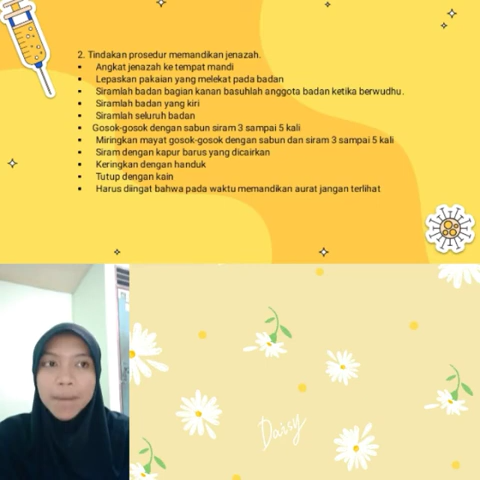 2. Tindakan prosedur memandikan jenazah.
Angkat jenazah ke tempat mandi
Lepaskan pakaian yang melekat pada badan
Siramlah badan bagian kanan basuhlah anggota badan ketika berwudhu.
Siramlah badan yang kiri
Siramlah seluruh badan
Gosok-gosok dengan sabun siram 3 sampai 5 kali
Miringkan mayat gosok-gosok dengan sabun dan siram 3 sampai 5 kali
Siram dengan kapur barus yang dicairkan
Keringkan dengan handuk
Tutup dengan kain
Harus diingat bahwa pada waktu memandikan aurat jangan terlihat
Daisy